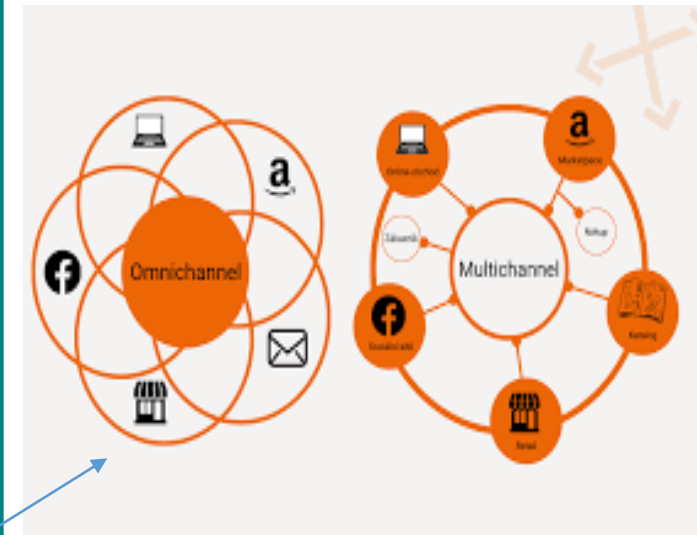 Omnichannel
a
Online obchod
a
Marketplace
Zákazník
Nákup
Multichannel
Sociální sítě
Katalog
Retail